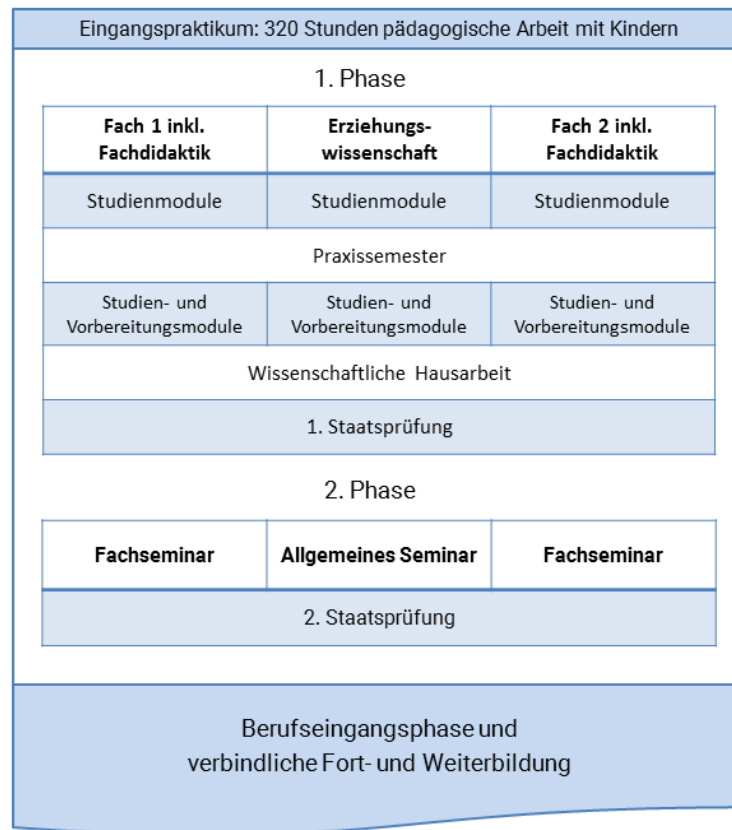 Eingangspraktikum: 320 Stunden pädagogische Arbeit mit Kindern
1. Phase
Fach 1 inkl.
Fachdidaktik
Erziehungs-
wissenschaft
Fach 2 inkl.
Fachdidaktik
Studienmodule
Studienmodule
Studienmodule
Praxissemester
Studien- und
Vorbereitungsmodule
Studien- und
Vorbereitungsmodule
Studien- und
Vorbereitungsmodule
Wissenschaftliche Hausarbeit
1. Staatsprüfung
2. Phase
Fachseminar
Allgemeines Seminar
Fachseminar
2. Staatsprüfung
Berufseingangsphase und
verbindliche Fort- und Weiterbildung